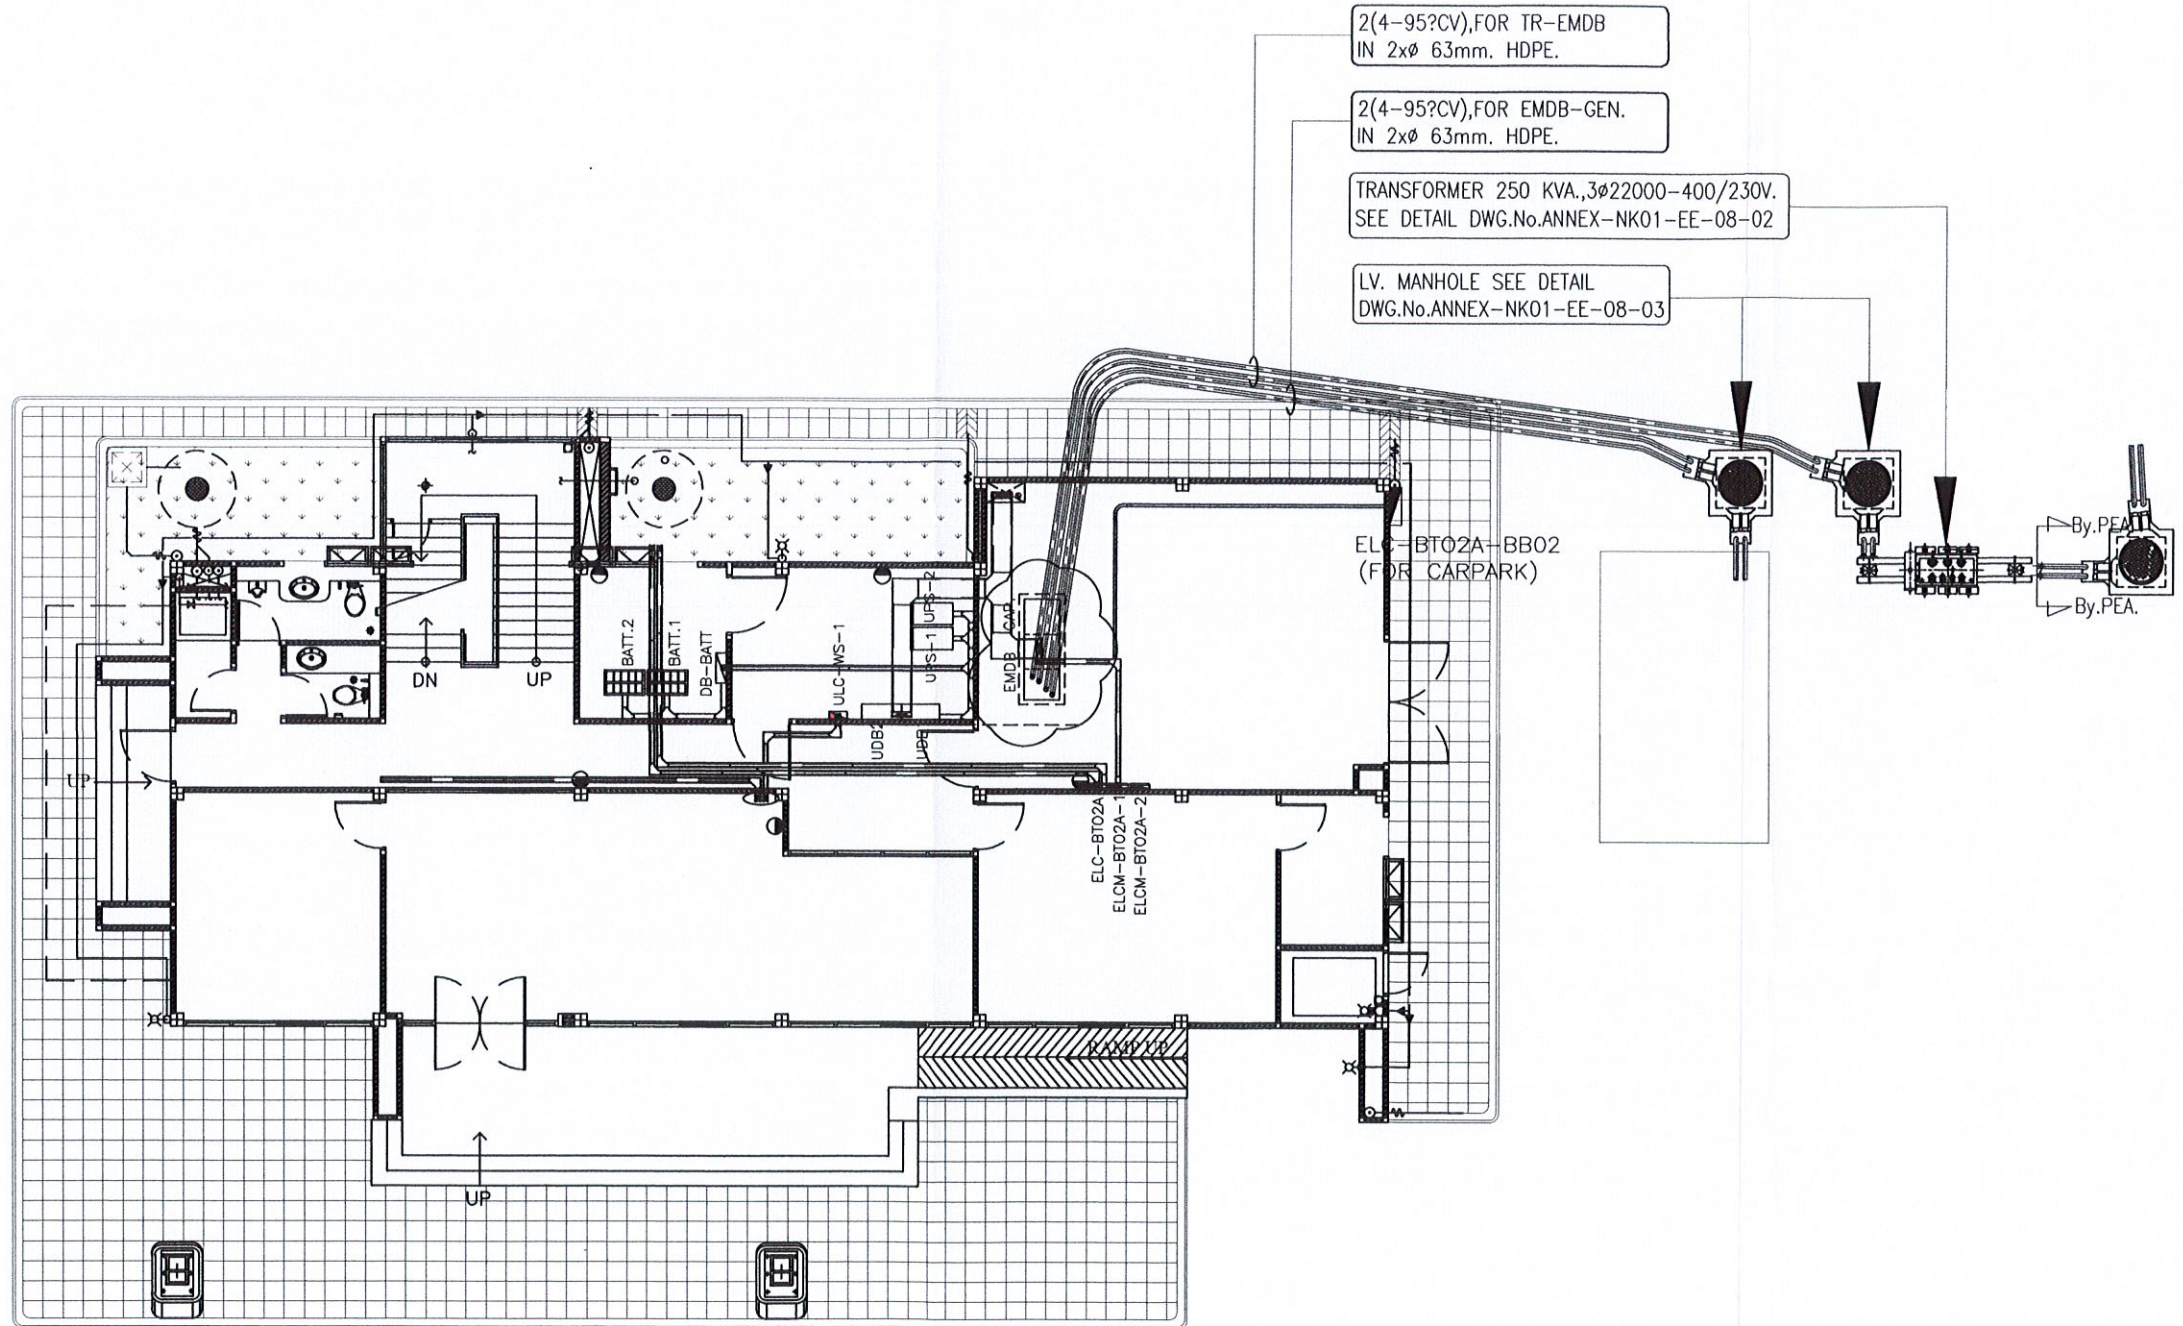 2(4-95?CV),FOR TR-EMDB
IN 2xø 63mm. HDPE.
2(4-95?CV),FOR EMDB-GEN.
IN 2xø 63mm. HDPE.
TRANSFORMER 250 KVA.,3ø22000-400/230V.
SEE DETAIL DWG.No.ANNEX-NK01-EE-08-02
LV. MANHOLE SEE DETAIL
DWG.No.ANNEX-NK01-EE-08-03
By.PEA.
By.PEA.
ELC-BT02A-BB02
(FOR CARPARK)
BATT.2
BATT.1
DB-BATT
ULC-WS-1
UPS-1
UPS-2
EMDB
CAP
DN
UP
UDB2
UP
ELC-BT02A
ELCM-BT02A-1
ELCM-BT02A-2
RAMP UP
UP